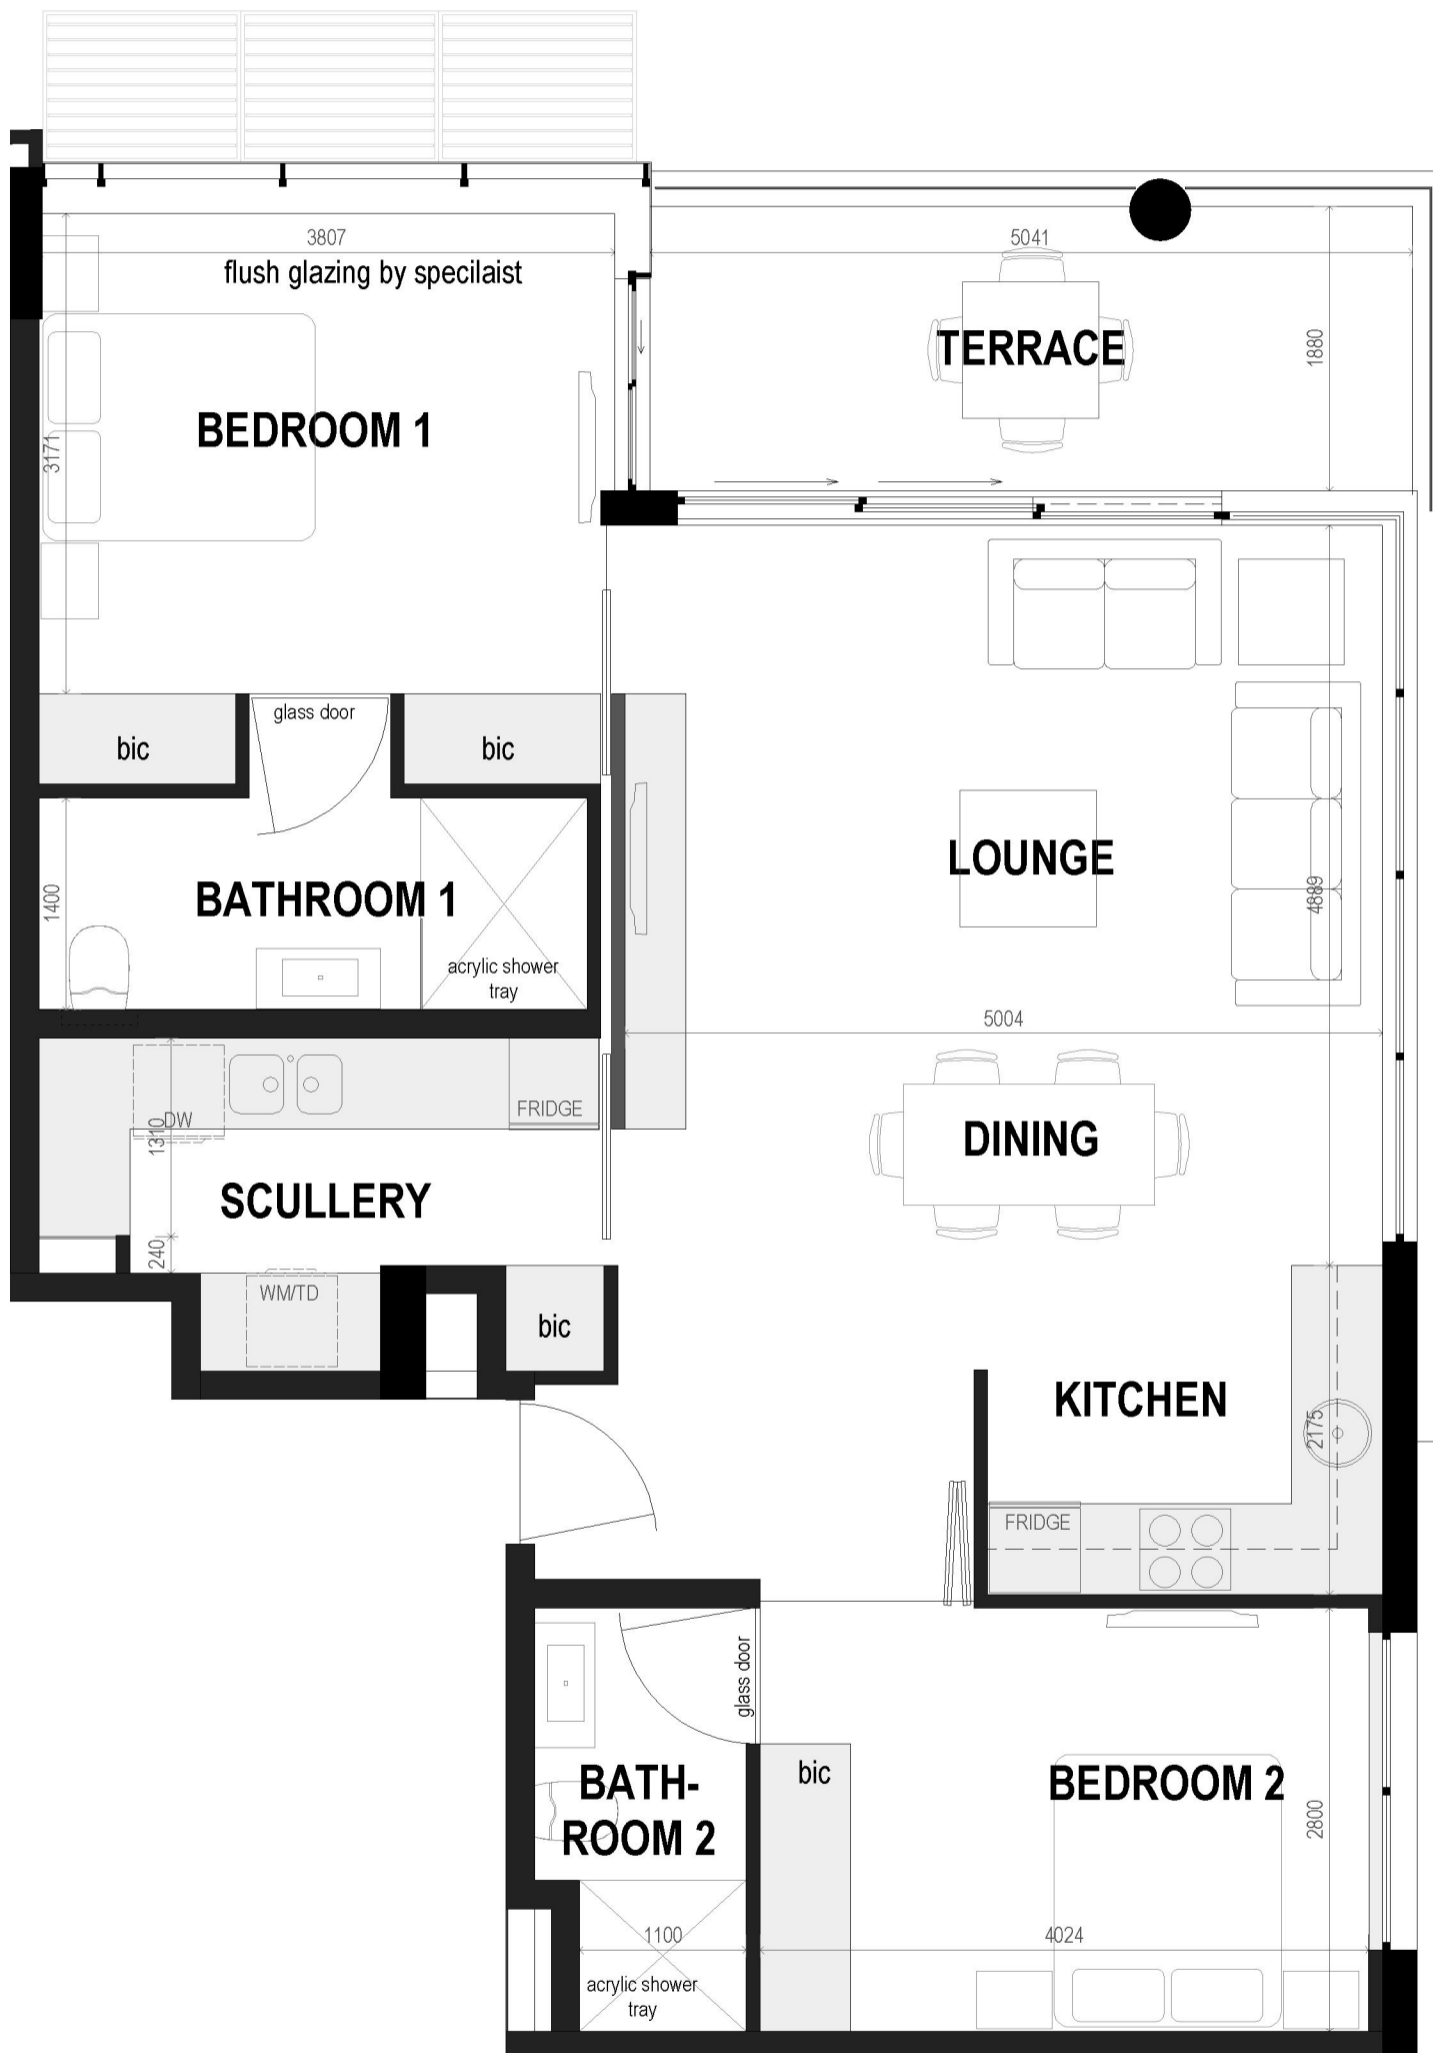 3807
5041
flush glazing by specilaist
TERRACE
1880
BEDROOM 1
3171
glass door
bic
bic
LOUNGE
4889
BATHROOM 1
1400
acrylic shower
tray
5004
FRIDGE
DW
1310
DINING
SCULLERY
240
WM/TD
bic
KITCHEN
2175
FRIDGE
glass door
bic
BATH-
ROOM 2
BEDROOM 2
2800
1100
4024
acrylic shower
tray